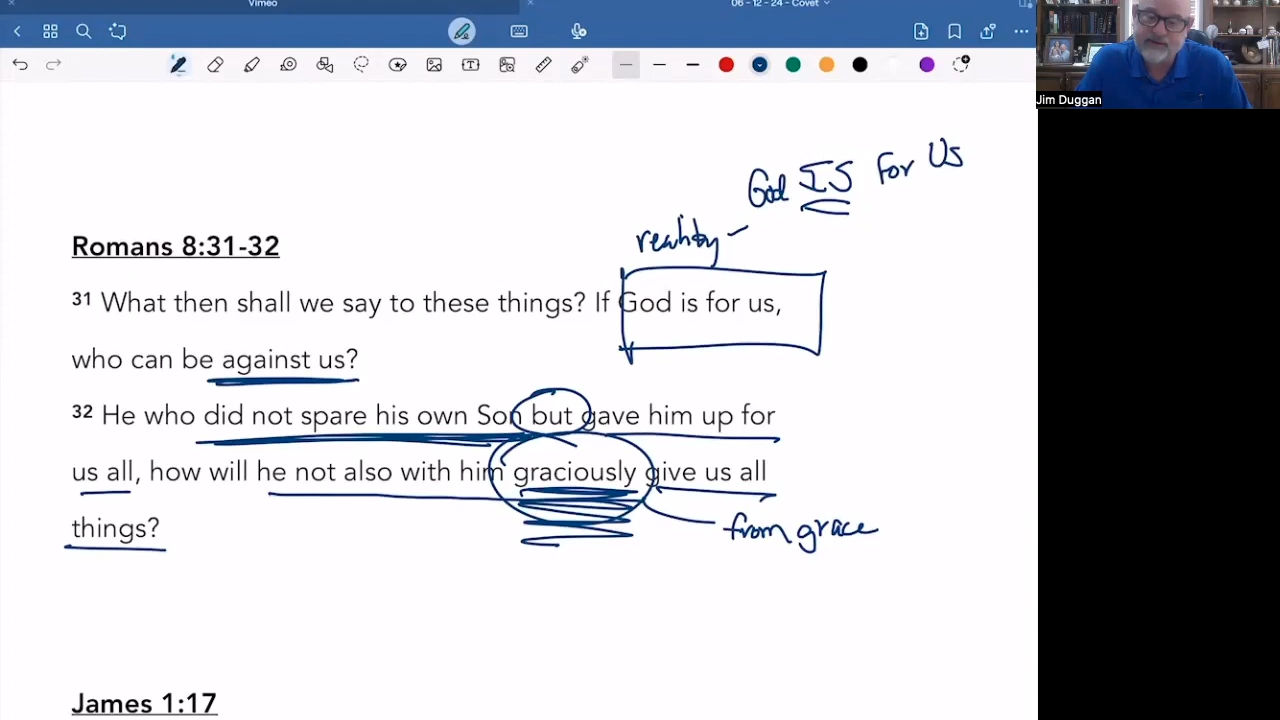 Vimeo
06 - 12 - 24 - Covet
Jim Duggan
God IS For Us
reality -
Romans 8:31-32
31 What then shall we say to these things? If God is for us,
who can be against us?
32 He who did not spare his own Son but gave him up for
us all, how will he not also with him graciously give us all
things?
from grace
James 1:17